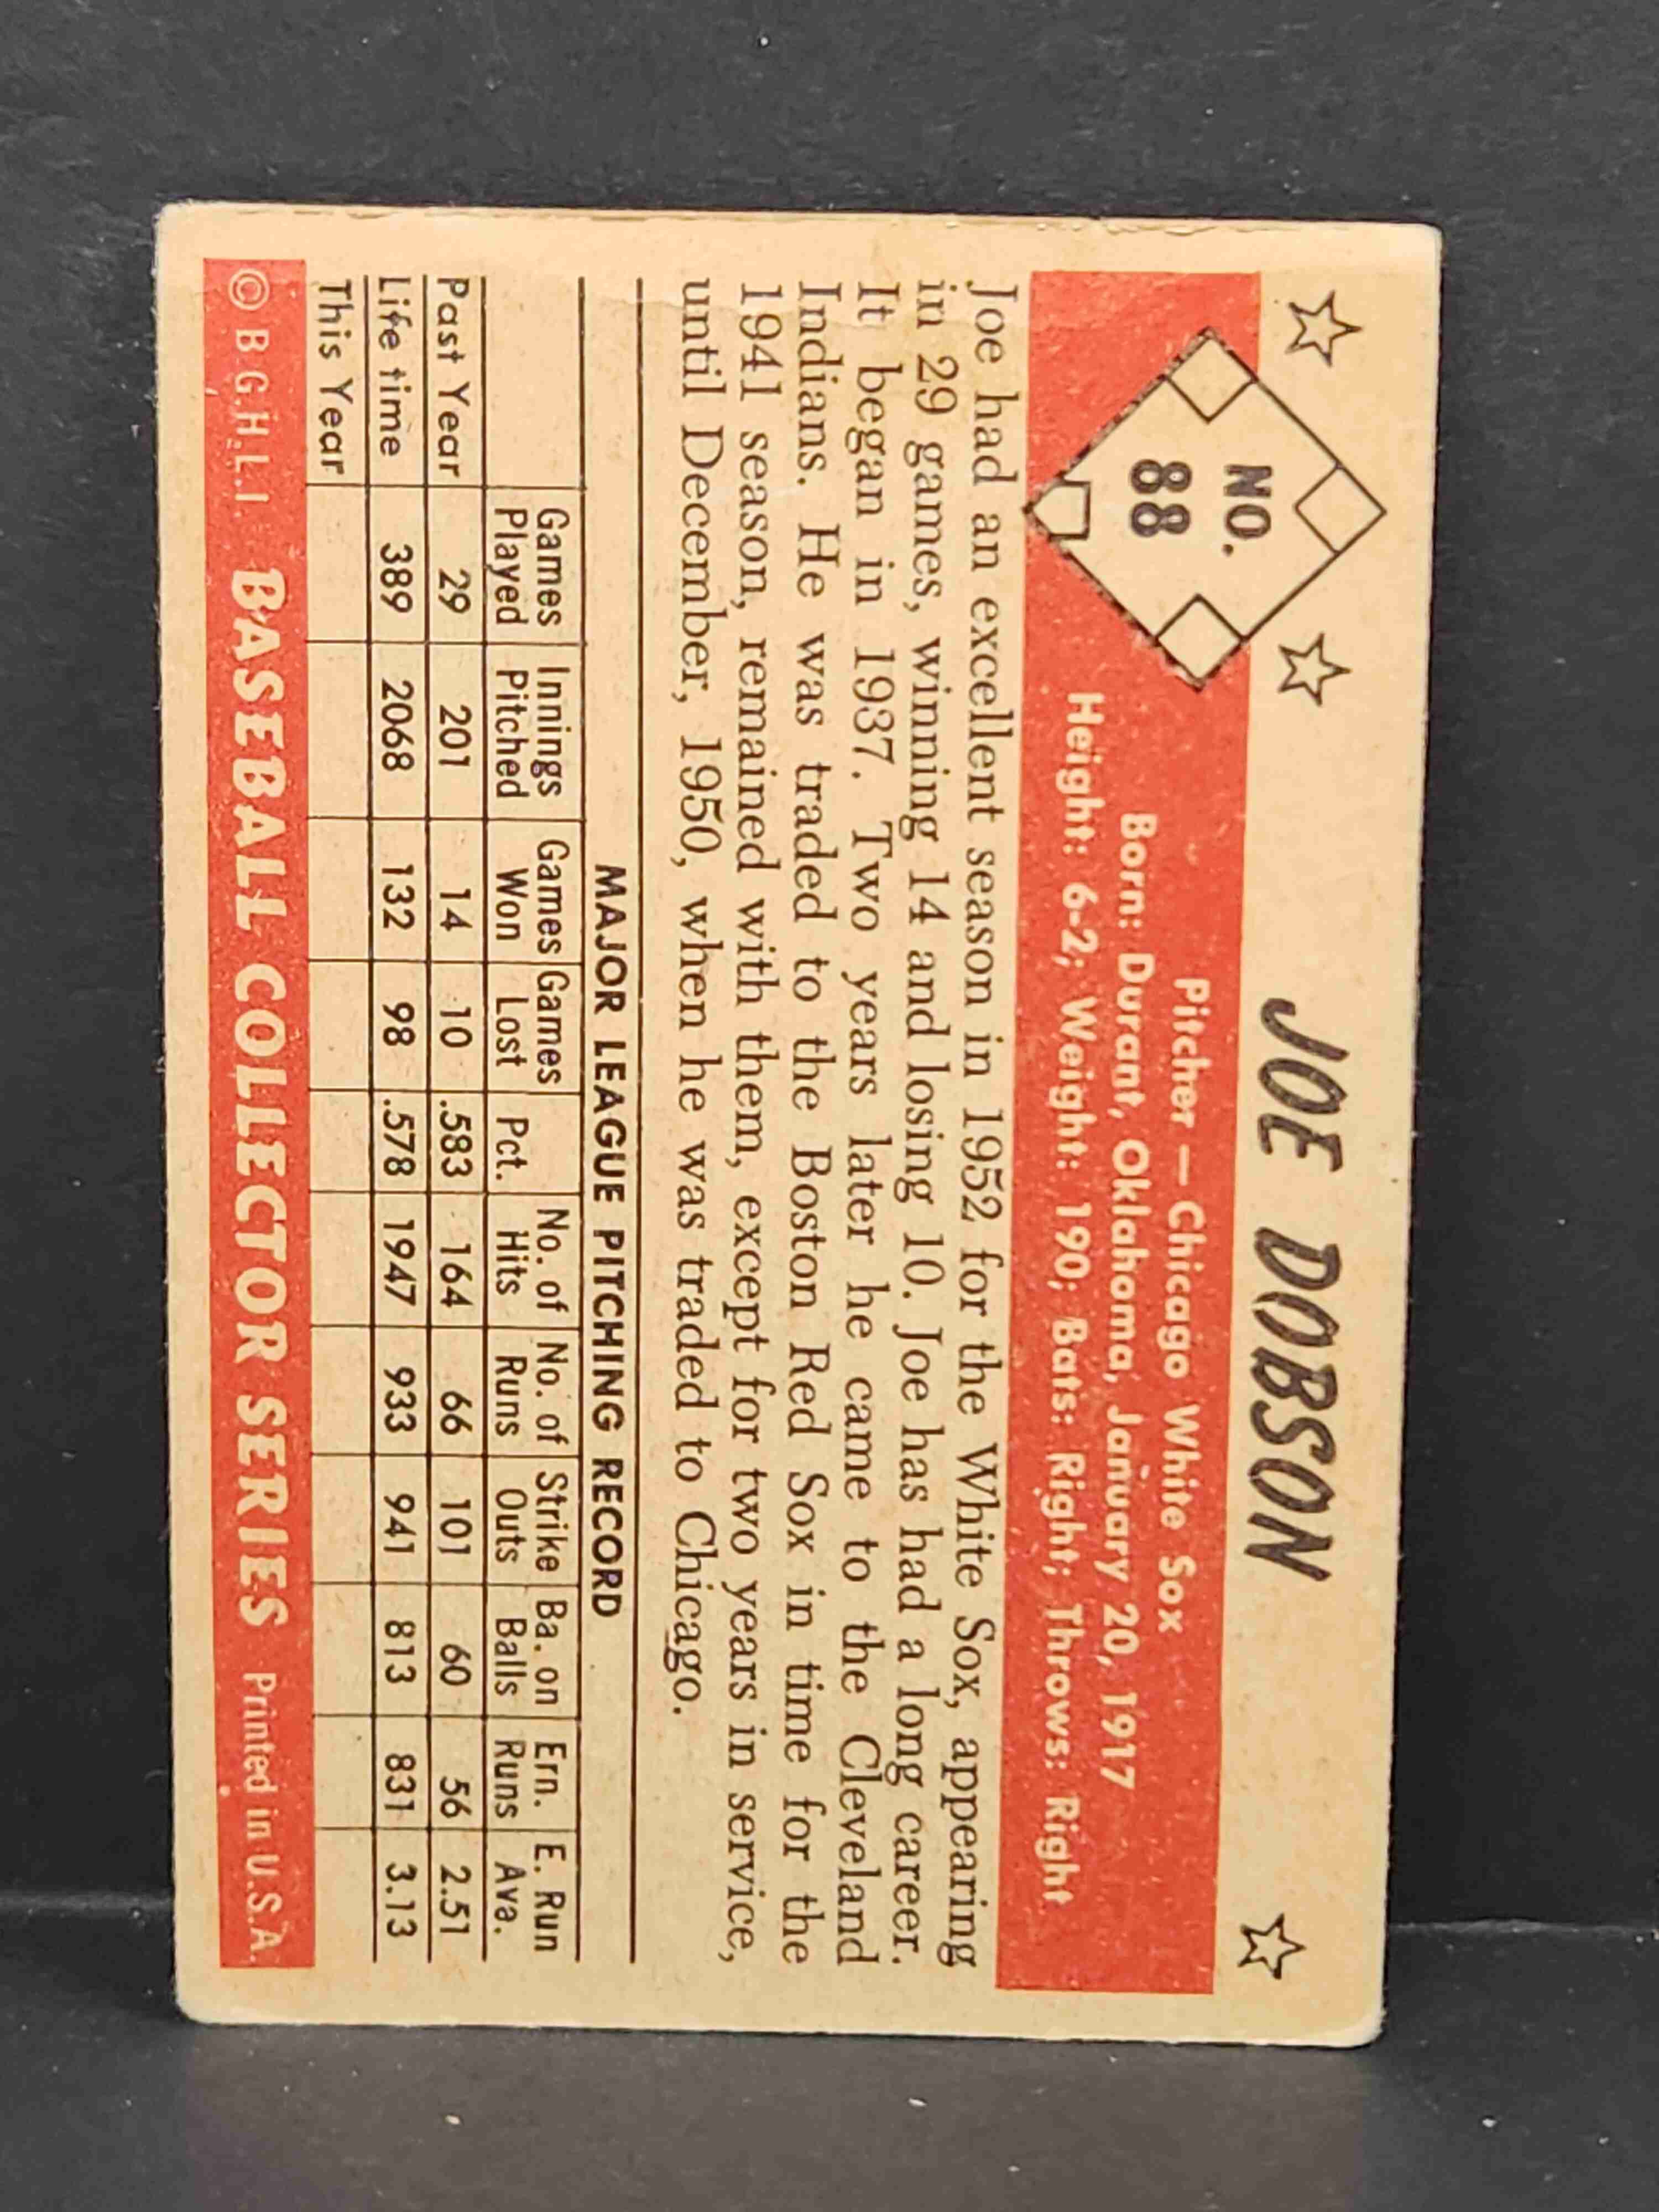 JOE DOBSON
NO.
88
Pitcher — Chicago White Sox
Born: Durant, Oklahoma, January 20, 1917
Height: 6-2; Weight: 190; Bats: Right; Throws: Right
Joe had an excellent season in 1952 for the White Sox, appearing
in 29 games, winning 14 and losing 10. Joe has had a long career.
It began in 1937. Two years later he came to the Cleveland
Indians. He was traded to the Boston Red Sox in time for the
1941 season, remained with them, except for two years in service,
until December, 1950, when he was traded to Chicago.
MAJOR LEAGUE PITCHING RECORD
Games Innings Games Games No. of No. of Strike Ba. on Ern. E. Run
Played Pitched Won Lost Pct. Hits Runs Outs Balls Runs Ava.
Past Year 29 201 14 10 .583 164 66 101 60 56 2.51
Life time 389 2068 132 98 .578 1947 933 941 813 831 3.13
This Year
© B.G.H.L.I. BASEBALL COLLECTOR SERIES Printed in U.S.A.